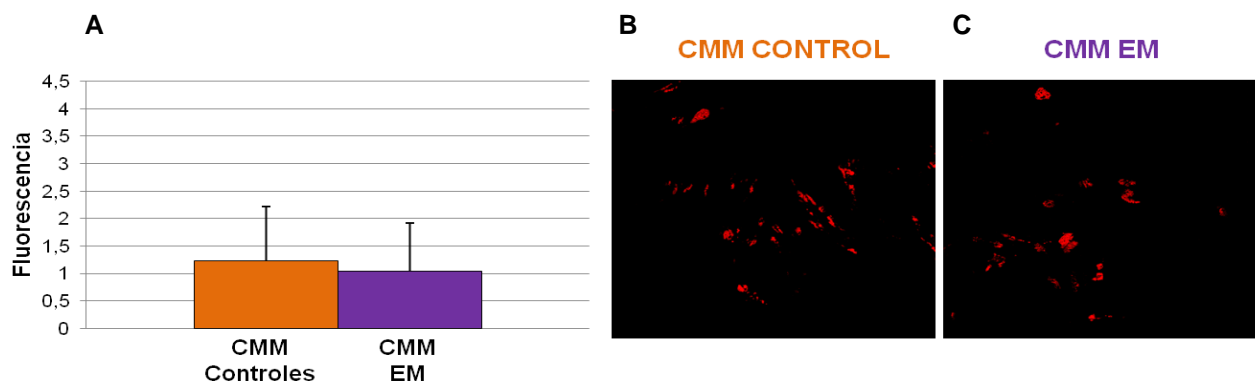 A
B
C
CMM CONTROL
CMM EM
4,5
4
3,5
3
2,5
2
1,5
1
0,5
0
Fluorescencia
CMM
Controles
CMM
EM